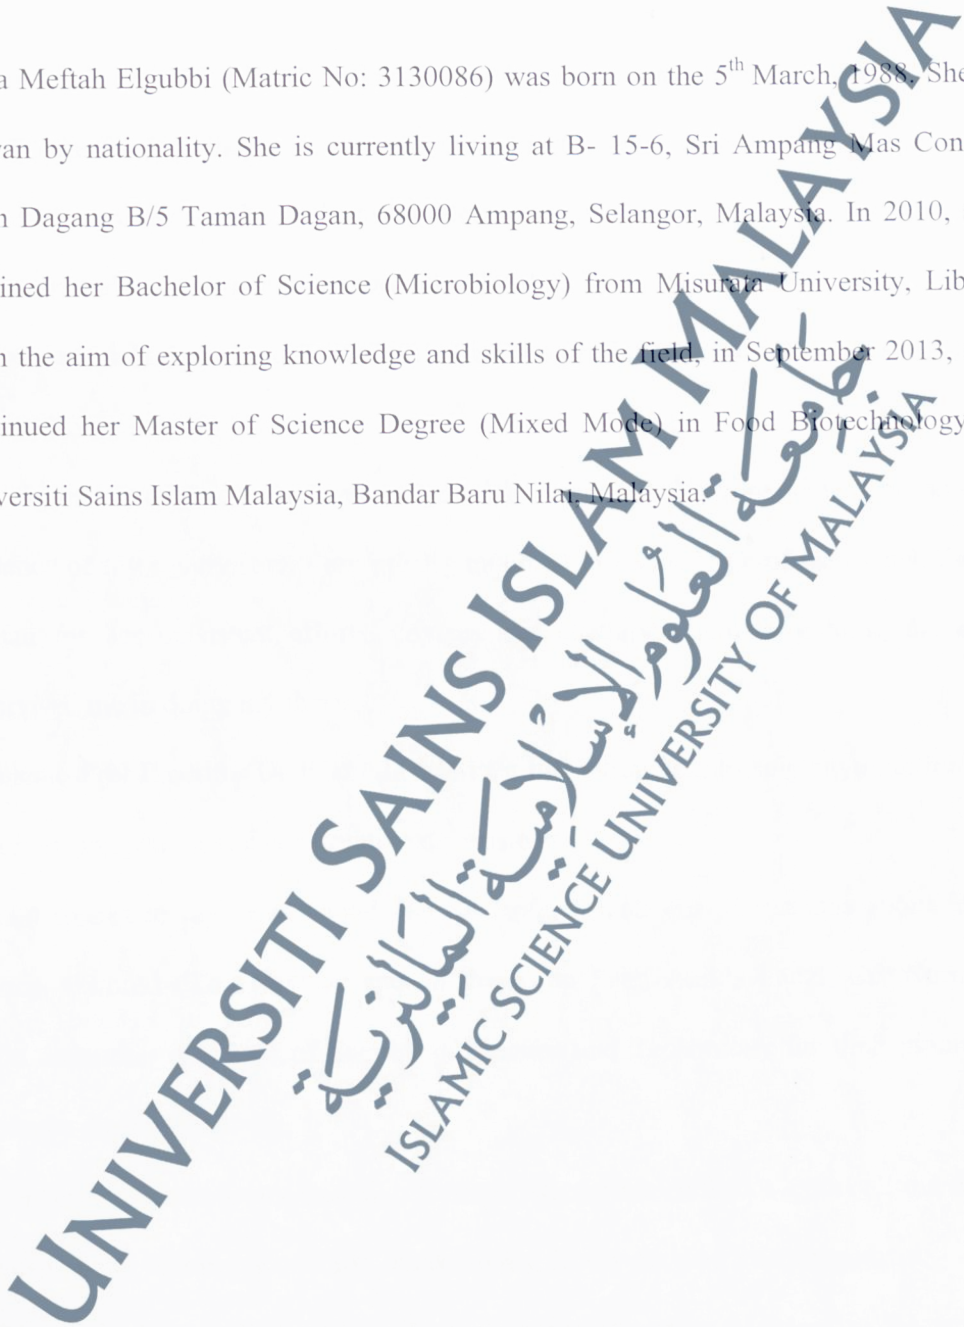 a Meftah Elgubbi (Matric No: 3130086) was born on the 5th March, 1988. She
an by nationality. She is currently living at B- 15-6, Sri Ampang Mas Con
n Dagang B/5 Taman Dagan, 68000 Ampang, Selangor, Malaysia. In 2010,
ined her Bachelor of Science (Microbiology) from Misurata University, Lib
n the aim of exploring knowledge and skills of the field, in September 2013,
inued her Master of Science Degree (Mixed Mode) in Food Biotechnology
versiti Sains Islam Malaysia, Bandar Baru Nilai, Malaysia.
UNIVERSITI SAINS ISLAM MALAYSIA
جامعة العلوم الإسلامية الماليزية
ISLAMIC SCIENCE UNIVERSITY OF MALAYSIA